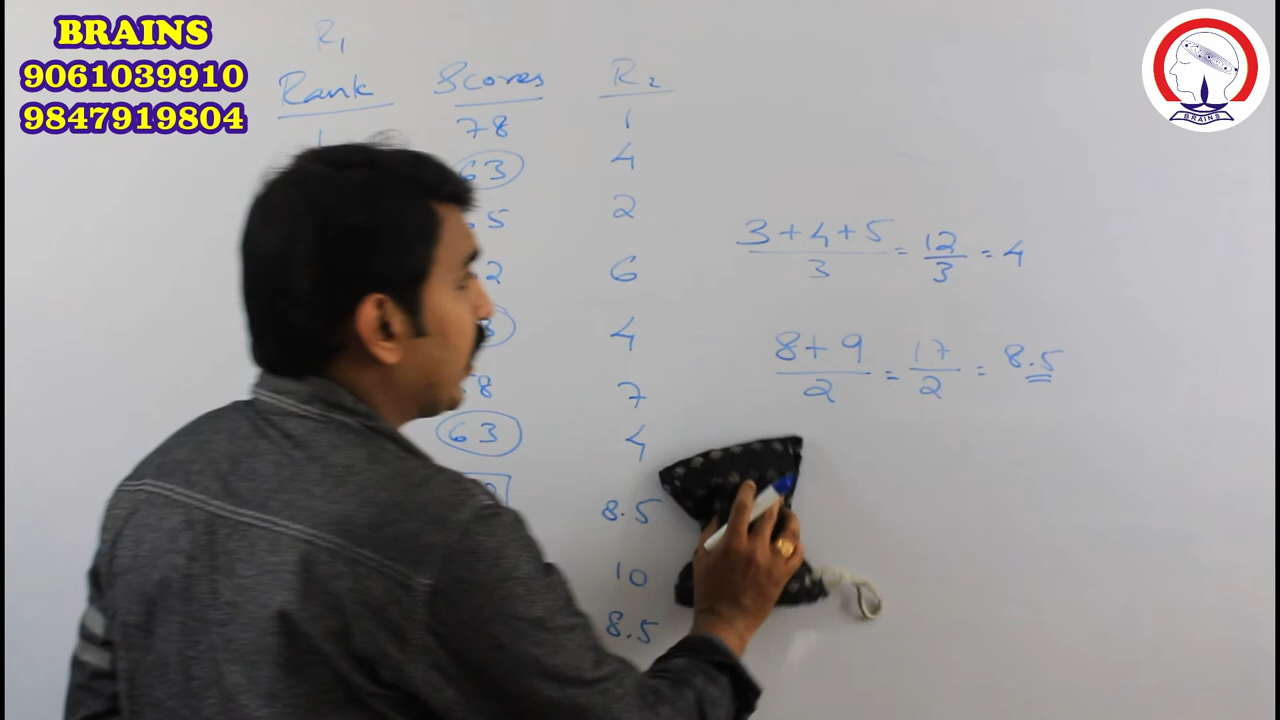 BRAINS
9061039910
9847919804
BRAINS
R1
Rank Scores R2
1 78 1
63 4
5 2
2 6
3 4
8 7
63 4
8.5
10
8.5
3+4+5/3 = 12/3 = 4
8+9/2 = 17/2 = 8.5